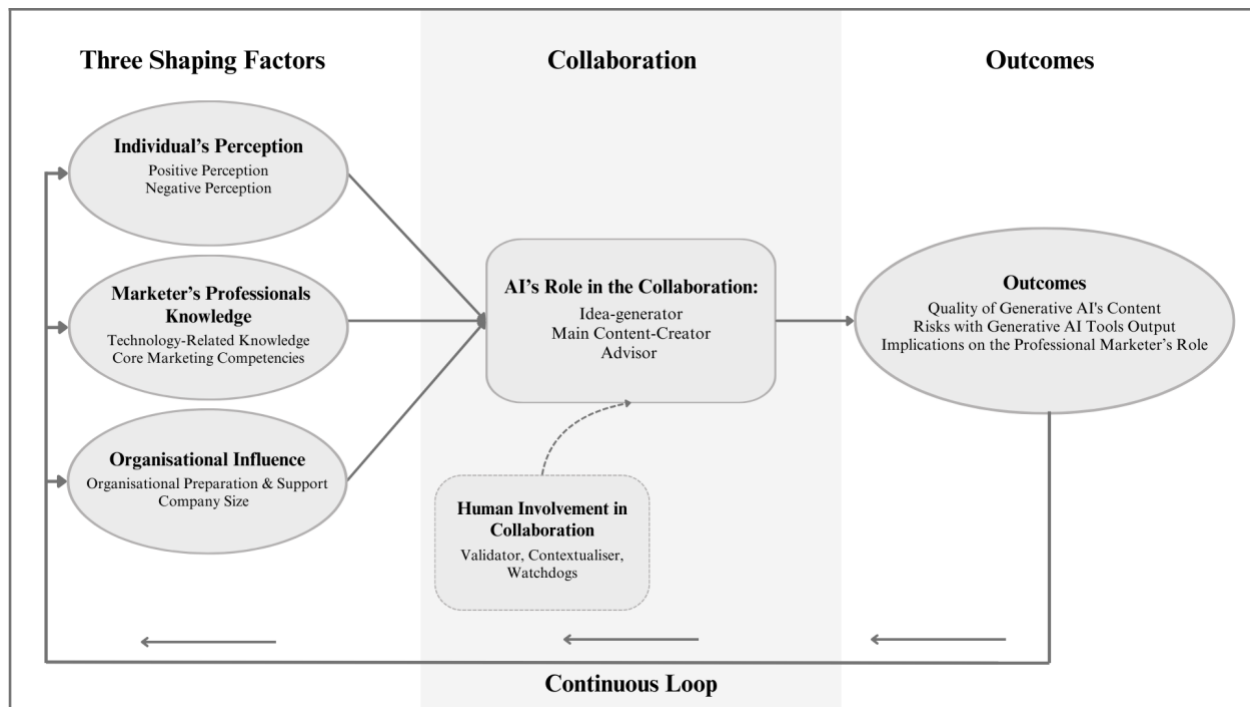 Three Shaping Factors
Collaboration
Outcomes
Individual's Perception
Positive Perception
Negative Perception
Marketer's Professionals
Knowledge
Technology-Related Knowledge
Core Marketing Competencies
Organisational Influence
Organisational Preparation & Support
Company Size
AI's Role in the Collaboration:
Idea-generator
Main Content-Creator
Advisor
Human Involvement in
Collaboration
Validator, Contextualiser,
Watchdogs
Outcomes
Quality of Generative AI's Content
Risks with Generative AI Tools Output
Implications on the Professional Marketer's Role
Continuous Loop